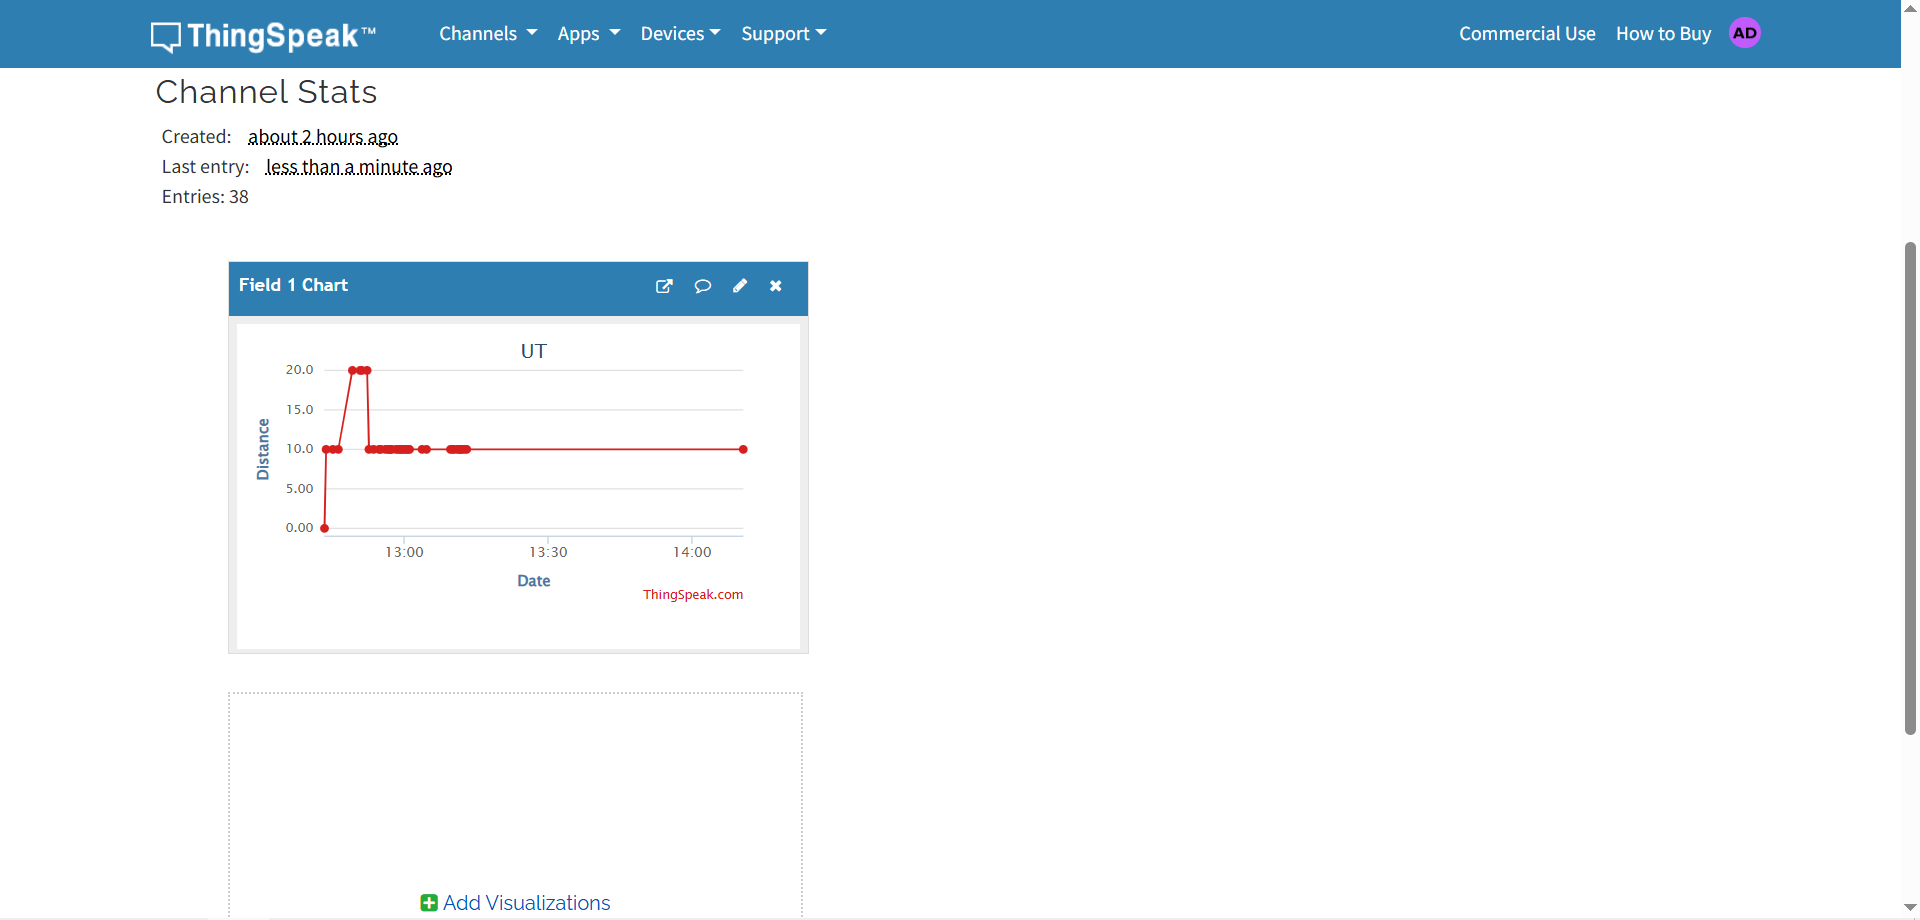 ThingSpeak™ Channels Apps Devices Support Commercial Use How to Buy AD
Channel Stats
Created: about 2 hours ago
Last entry: less than a minute ago
Entries: 38
Field 1 Chart
UT
20.0
15.0
10.0
5.00
0.00
Distance
13:00 13:30 14:00
Date
ThingSpeak.com
Add Visualizations